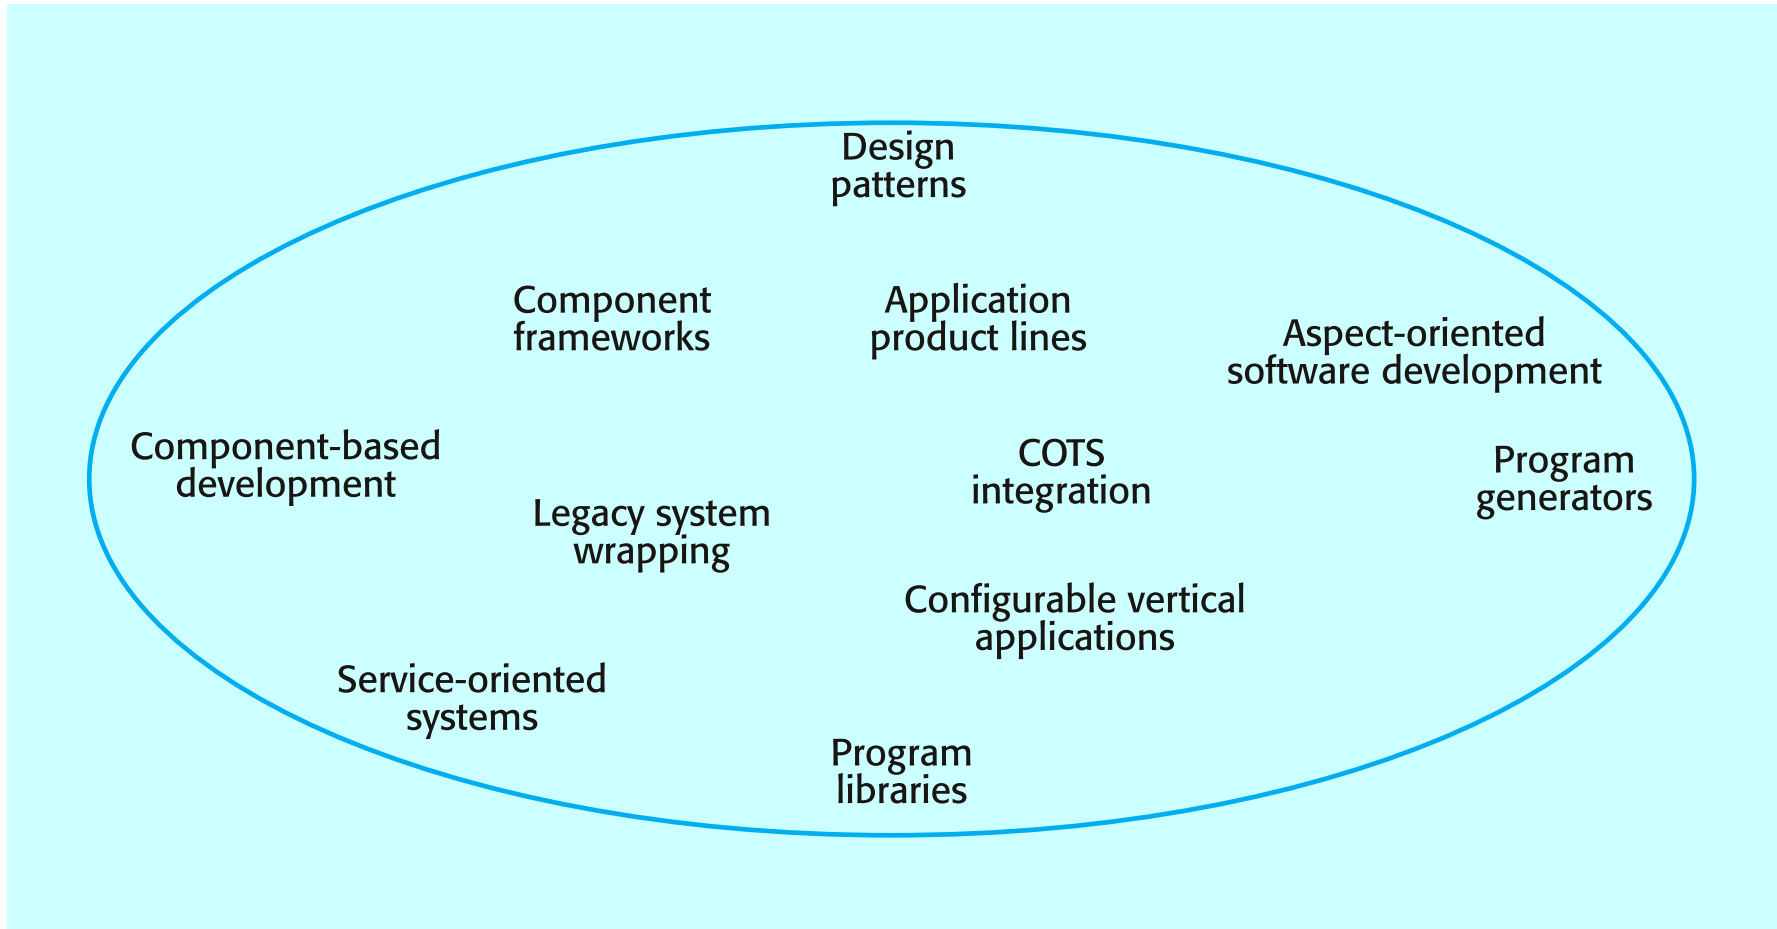 Design
patterns
Component
frameworks
Application
product lines
Aspect-oriented
software development
Component-based
development
COTS
integration
Program
generators
Legacy system
wrapping
Configurable vertical
applications
Service-oriented
systems
Program
libraries